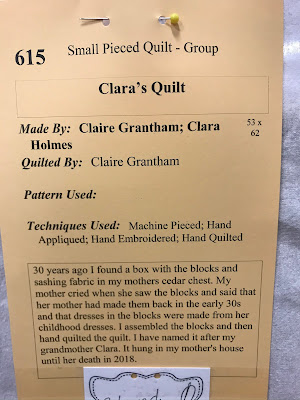 615 Small Pieced Quilt - Group
Clara's Quilt
Made By: Claire Grantham; Clara 53 x
Holmes 62
Quilted By: Claire Grantham
Pattern Used:
Techniques Used: Machine Pieced; Hand
Appliqued; Hand Embroidered; Hand Quilted
30 years ago I found a box with the blocks and
sashing fabric in my mothers cedar chest. My
mother cried when she saw the blocks and said that
her mother had made them back in the early 30s
and that dresses in the blocks were made from her
childhood dresses. I assembled the blocks and then
hand quilted the quilt. I have named it after my
grandmother Clara. It hung in my mother's house
until her death in 2018.